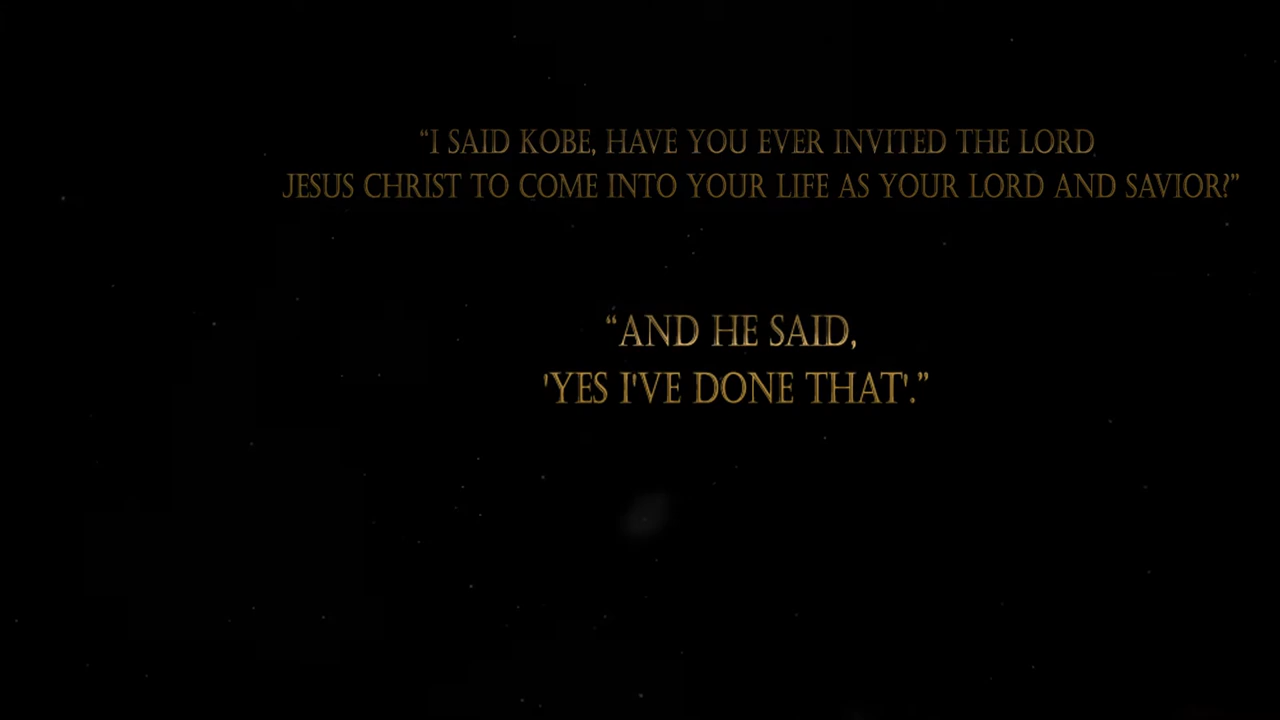 “I SAID KOBE, HAVE YOU EVER INVITED THE LORD
JESUS CHRIST TO COME INTO YOUR LIFE AS YOUR LORD AND SAVIOR?”
“AND HE SAID,
'YES I'VE DONE THAT'.”